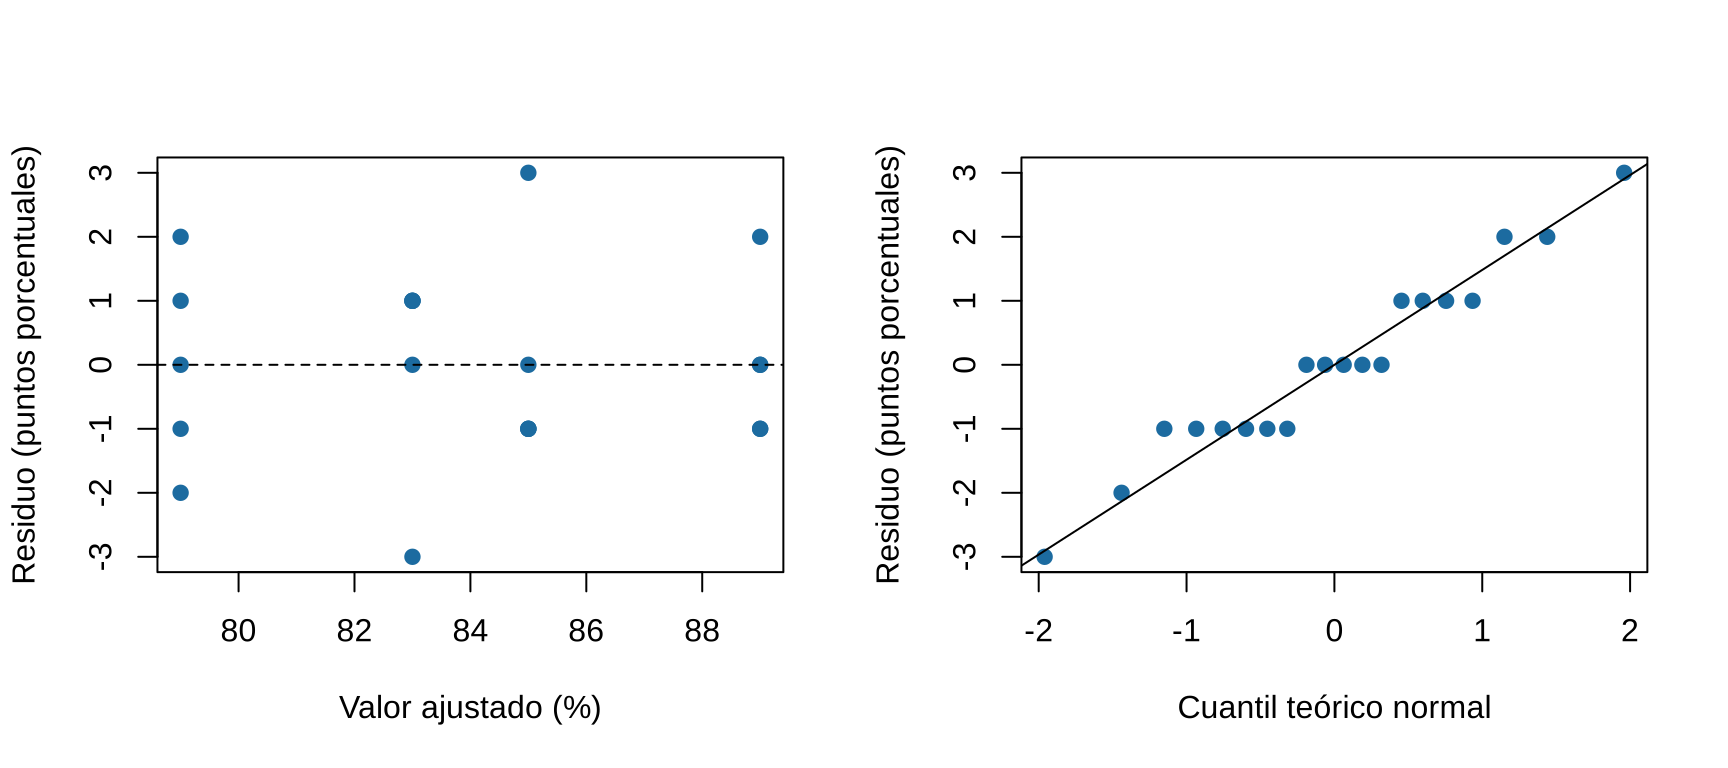 Residuo (puntos porcentuales)
3
2
1
0
-1
-2
-3
80 82 84 86 88
Valor ajustado (%)
Residuo (puntos porcentuales)
3
2
1
0
-1
-2
-3
-2 -1 0 1 2
Cuantil teórico normal